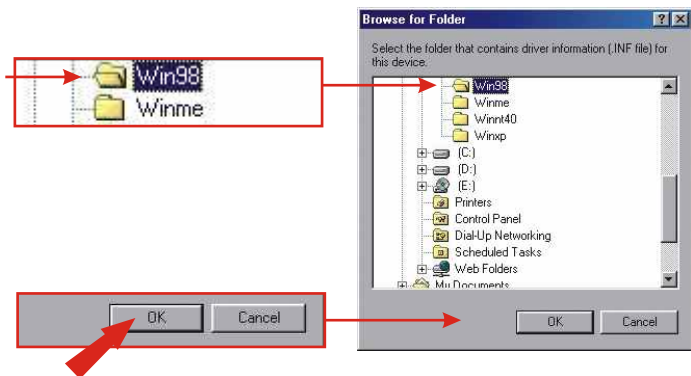 Win98
Winme
OK
Cancel
Browse for Folder
Select the folder that contains driver information (.INF file) for
this device.
Win98
Winme
Winnt40
Winxp
(C:)
(D:)
(E:)
Printers
Control Panel
Dial-Up Networking
Scheduled Tasks
Web Folders
My Documents
OK
Cancel